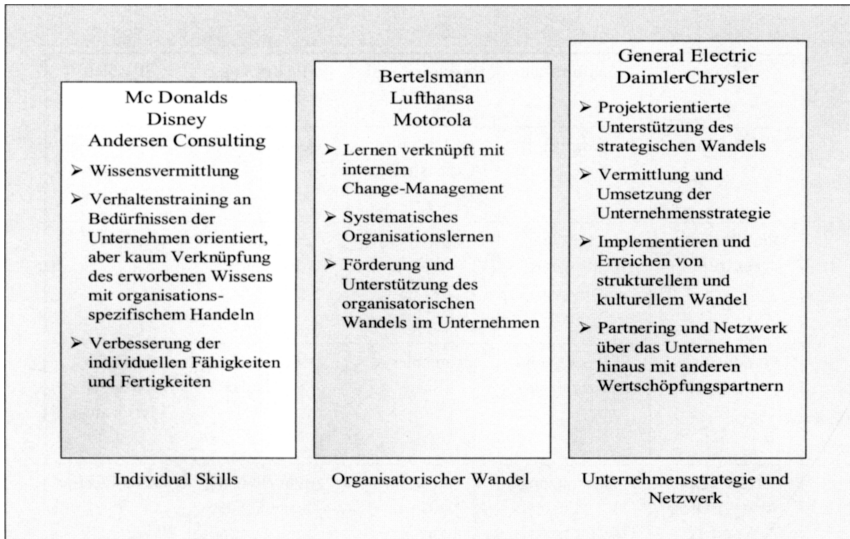 Mc Donalds
Disney
Andersen Consulting
➢ Wissensvermittlung
➢ Verhaltenstraining an
Bedürfnissen der
Unternehmen orientiert,
aber kaum Verknüpfung
des erworbenen Wissens
mit organisations-
spezifischem Handeln
➢ Verbesserung der
individuellen Fähigkeiten
und Fertigkeiten
Individual Skills
Bertelsmann
Lufthansa
Motorola
➢ Lernen verknüpft mit
internem
Change-Management
➢ Systematisches
Organisationslernen
➢ Förderung und
Unterstützung des
organisatorischen
Wandels im Unternehmen
Organisatorischer Wandel
General Electric
DaimlerChrysler
➢ Projektorientierte
Unterstützung des
strategischen Wandels
➢ Vermittlung und
Umsetzung der
Unternehmensstrategie
➢ Implementieren und
Erreichen von
strukturellem und
kulturellem Wandel
➢ Partnering und Netzwerk
über das Unternehmen
hinaus mit anderen
Wertschöpfungspartnern
Unternehmensstrategie und
Netzwerk